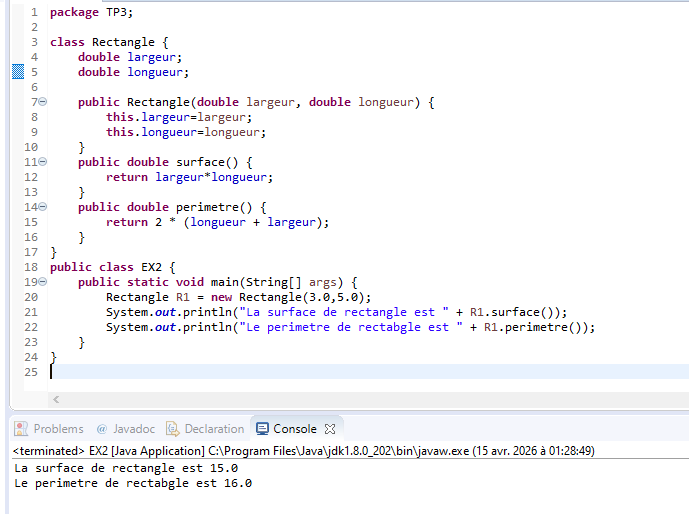 1 package TP3;
2
3 class Rectangle {
4     double largeur;
5     double longueur;
6
7     public Rectangle(double largeur, double longueur) {
8         this.largeur=largeur;
9         this.longueur=longueur;
10     }
11     public double surface() {
12         return largeur*longueur;
13     }
14     public double perimetre() {
15         return 2 * (longueur + largeur);
16     }
17 }
18 public class EX2 {
19     public static void main(String[] args) {
20         Rectangle R1 = new Rectangle(3.0,5.0);
21         System.out.println("La surface de rectangle est " + R1.surface());
22         System.out.println("Le perimetre de rectabgle est " + R1.perimetre());
23     }
24 }
25
Problems @ Javadoc Declaration Console
<terminated> EX2 [Java Application] C:\Program Files\Java\jdk1.8.0_202\bin\javaw.exe (15 avr. 2026 à 01:28:49)
La surface de rectangle est 15.0
Le perimetre de rectabgle est 16.0